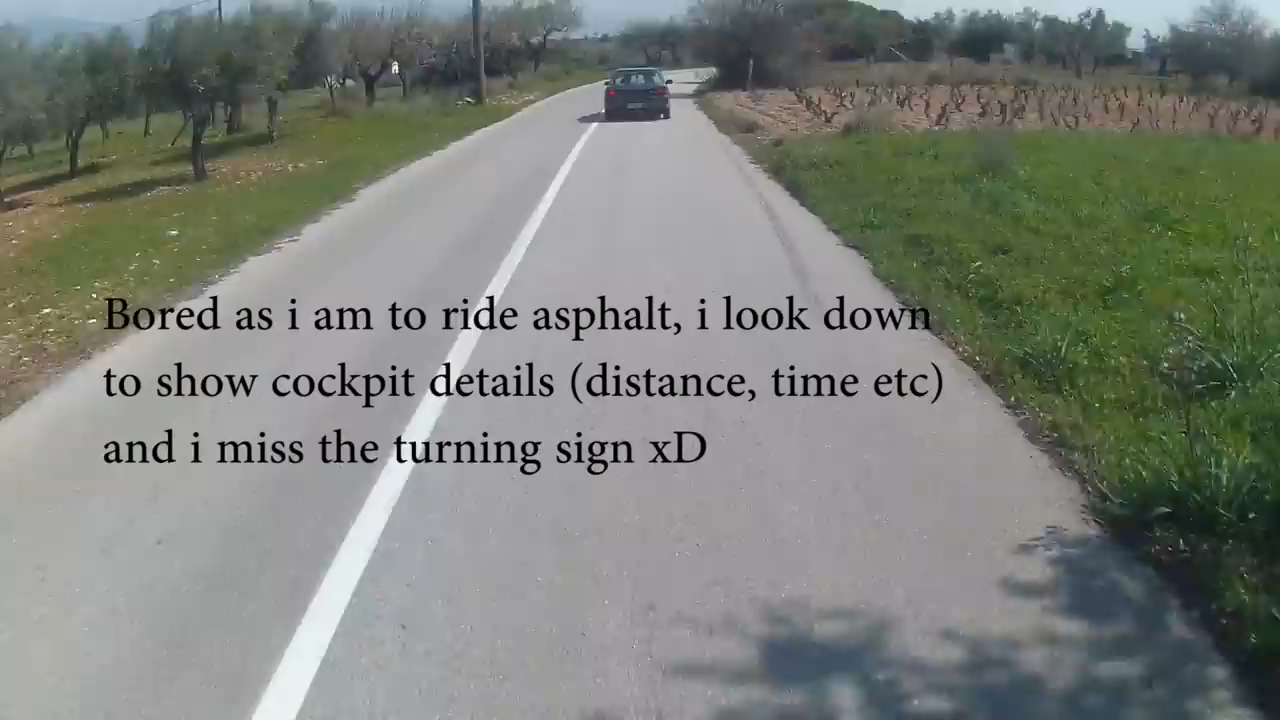 Bored as i am to ride asphalt, i look down
to show cockpit details (distance, time etc)
and i miss the turning sign xD